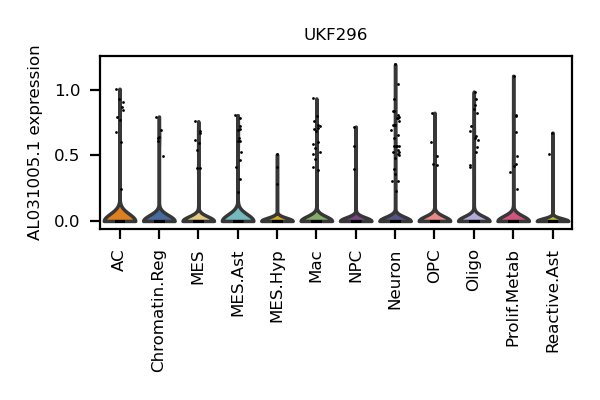 UKF296
AL031005.1 expression
1.0
0.5
0.0
AC
Chromatin.Reg
MES
MES.Ast
MES.Hyp
Mac
NPC
Neuron
OPC
Oligo
Prolif.Metab
Reactive.Ast